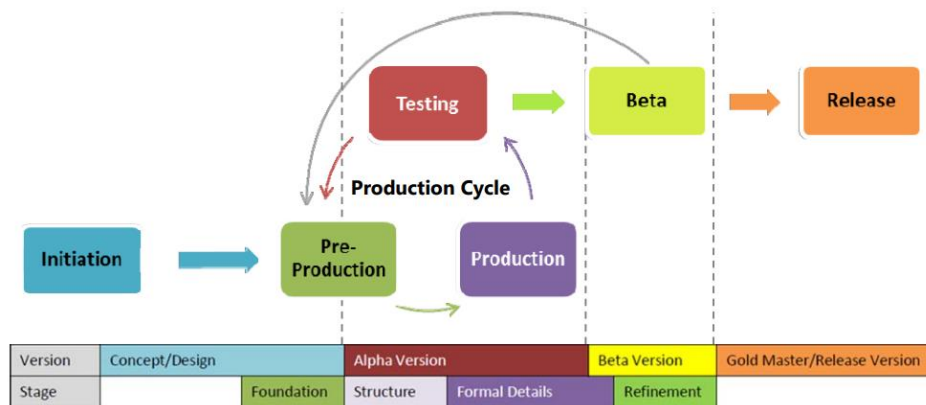 Testing
Beta
Release
Production Cycle
Initiation
Pre-
Production
Production
Version Concept/Design Alpha Version Beta Version Gold Master/Release Version
Stage Foundation Structure Formal Details Refinement